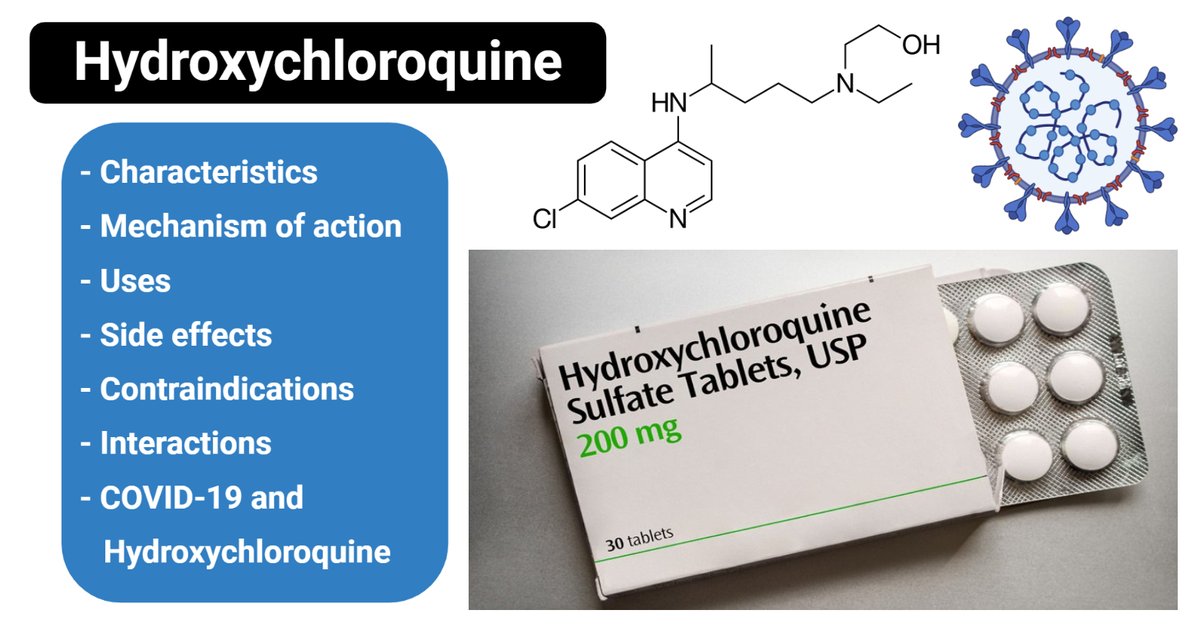 Hydroxychloroquine
- Characteristics
- Mechanism of action
- Uses
- Side effects
- Contraindications
- Interactions
- COVID-19 and
Hydroxychloroquine
OH
HN
N
Cl
N
Hydroxychloroquine
Sulfate Tablets, USP
200 mg
30 tablets